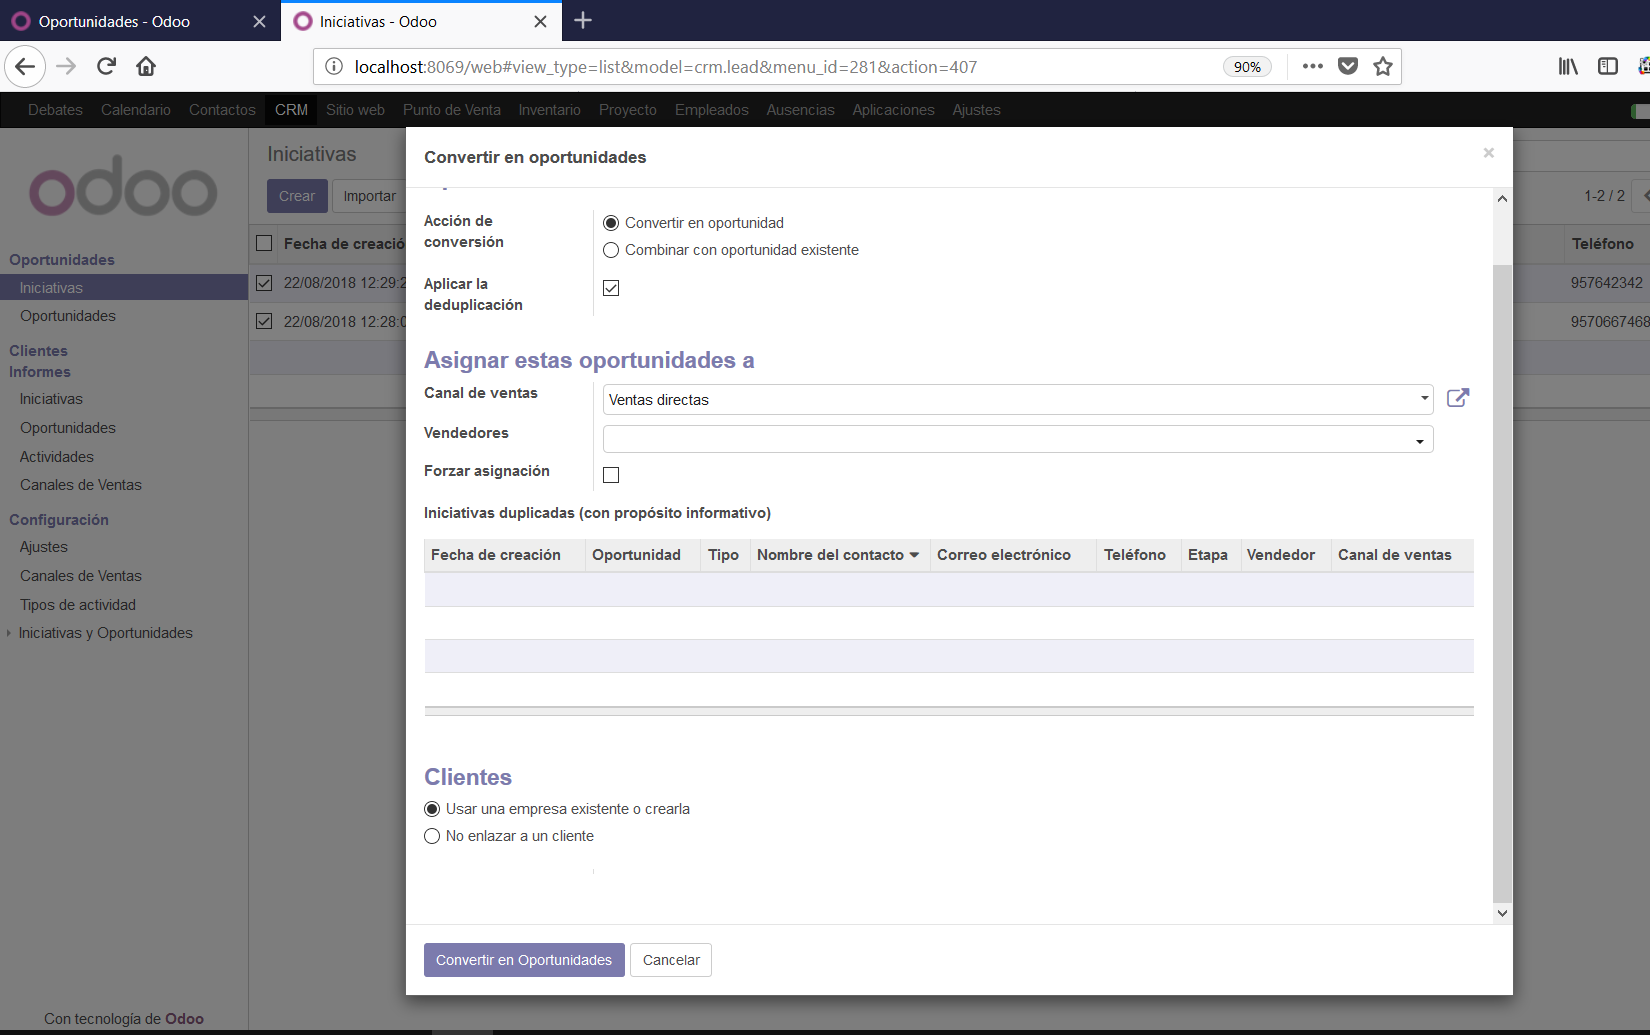 Oportunidades - Odoo
Iniciativas - Odoo
localhost:8069/web#view_type=list&model=crm.lead&menu_id=281&action=407
90%
Debates Calendario Contactos CRM Sitio web Punto de Venta Inventario Proyecto Empleados Ausencias Aplicaciones Ajustes
odoo
Oportunidades
Iniciativas
Oportunidades
Clientes
Informes
Iniciativas
Oportunidades
Actividades
Canales de Ventas
Configuración
Ajustes
Canales de Ventas
Tipos de actividad
Iniciativas y Oportunidades
Con tecnología de Odoo
Iniciativas
Crear Importar
1-2 / 2
Fecha de creació Teléfono
22/08/2018 12:29:2 957642342
22/08/2018 12:28:0 9570667468
Convertir en oportunidades
×
Acción de
conversión
Convertir en oportunidad
Combinar con oportunidad existente
Aplicar la
deduplicación
Asignar estas oportunidades a
Canal de ventas Ventas directas
Vendedores
Forzar asignación
Iniciativas duplicadas (con propósito informativo)
Fecha de creación Oportunidad Tipo Nombre del contacto Correo electrónico Teléfono Etapa Vendedor Canal de ventas
Clientes
Usar una empresa existente o crearla
No enlazar a un cliente
Convertir en Oportunidades Cancelar